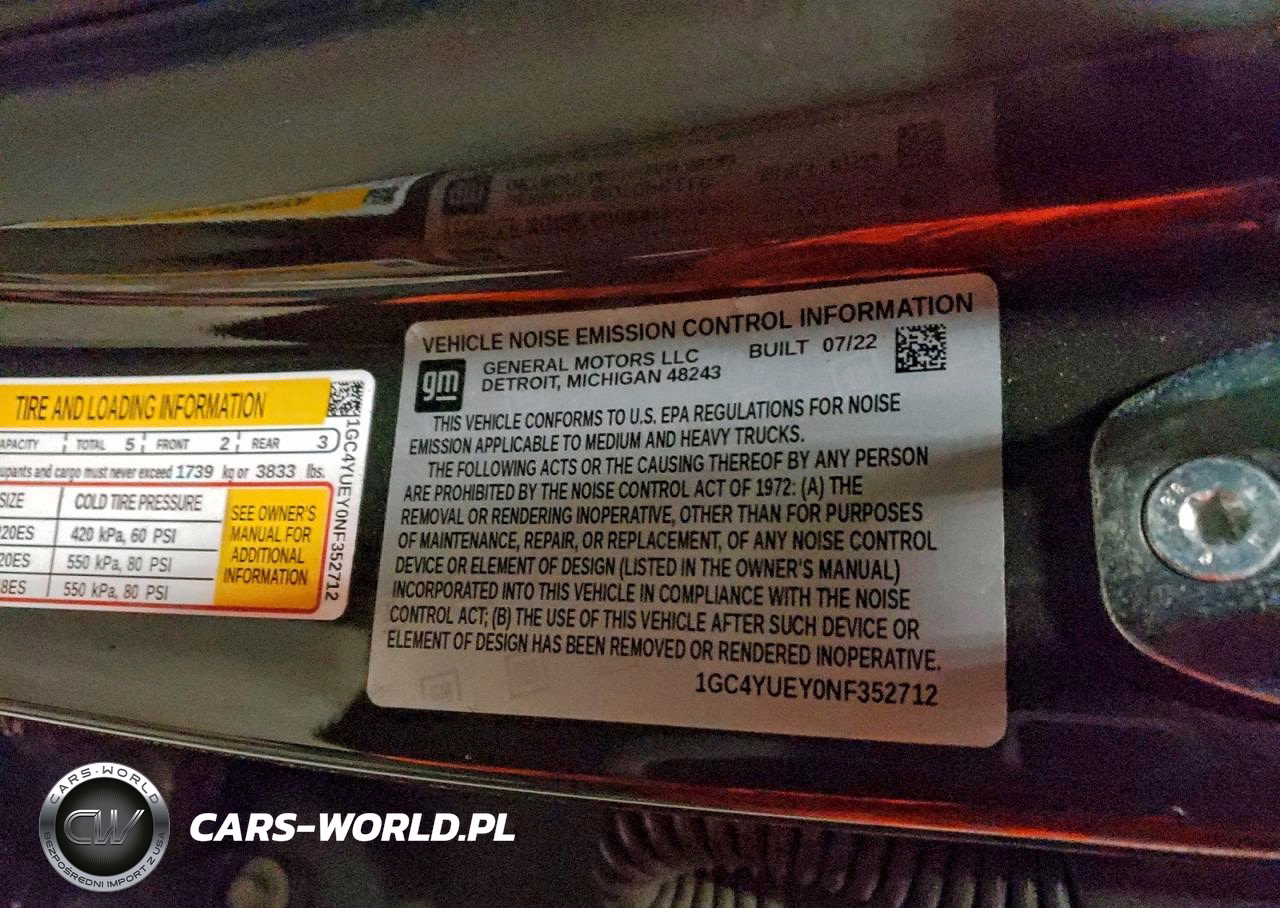 TIRE AND LOADING INFORMATION
TOTAL 5 FRONT 2 REAR 3
and cargo must never exceed 1739 kg or 3833 lbs.
SIZE COLD TIRE PRESSURE
420 kPa, 60 PSI
550 kPa, 80 PSI
550 kPa, 80 PSI
SEE OWNER'S
MANUAL FOR
ADDITIONAL
INFORMATION
1GC4YUEY0NF352712
VEHICLE NOISE EMISSION CONTROL INFORMATION
gm
GENERAL MOTORS LLC BUILT 07/22
DETROIT, MICHIGAN 48243
THIS VEHICLE CONFORMS TO U.S. EPA REGULATIONS FOR NOISE
EMISSION APPLICABLE TO MEDIUM AND HEAVY TRUCKS.
THE FOLLOWING ACTS OR THE CAUSING THEREOF BY ANY PERSON
ARE PROHIBITED BY THE NOISE CONTROL ACT OF 1972: (A) THE
REMOVAL OR RENDERING INOPERATIVE, OTHER THAN FOR PURPOSES
OF MAINTENANCE, REPAIR, OR REPLACEMENT, OF ANY NOISE CONTROL
DEVICE OR ELEMENT OF DESIGN (LISTED IN THE OWNER'S MANUAL)
INCORPORATED INTO THIS VEHICLE IN COMPLIANCE WITH THE NOISE
CONTROL ACT; (B) THE USE OF THIS VEHICLE AFTER SUCH DEVICE OR
ELEMENT OF DESIGN HAS BEEN REMOVED OR RENDERED INOPERATIVE.
1GC4YUEY0NF352712
CARS-WORLD
CW
BEZPOŚREDNI IMPORT Z USA
CARS-WORLD.PL